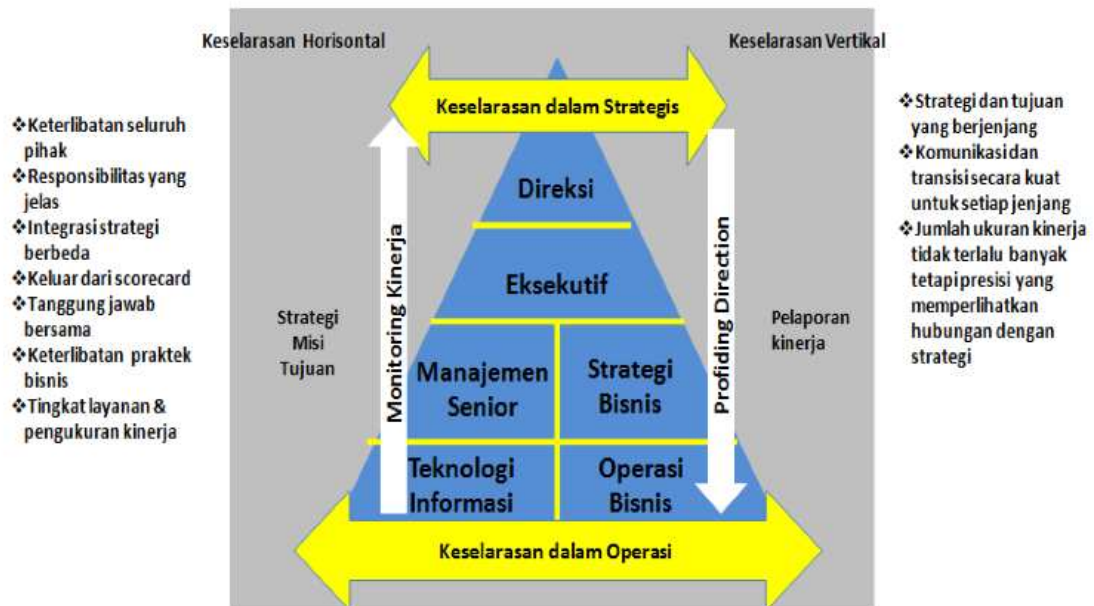 Keselarasan Horisontal
Keselarasan Vertikal
Keselarasan dalam Strategis
❖Keterlibatan seluruh
pihak
❖Responsibilitas yang
jelas
❖Integrasi strategi
berbeda
❖Keluar dari scorecard
❖Tanggung jawab
bersama
❖Keterlibatan praktek
bisnis
❖Tingkat layanan &
pengukuran kinerja
Strategi
Misi
Tujuan
Monitoring Kinerja
Direksi
Eksekutif
Manajemen
Senior
Strategi
Bisnis
Teknologi
Informasi
Operasi
Bisnis
Profiding Direction
Pelaporan
kinerja
❖Strategi dan tujuan
yang berjenjang
❖Komunikasi dan
transisi secara kuat
untuk setiap jenjang
❖Jumlah ukuran kinerja
tidak terlalu banyak
tetapi presisi yang
memperlihatkan
hubungan dengan
strategi
Keselarasan dalam Operasi